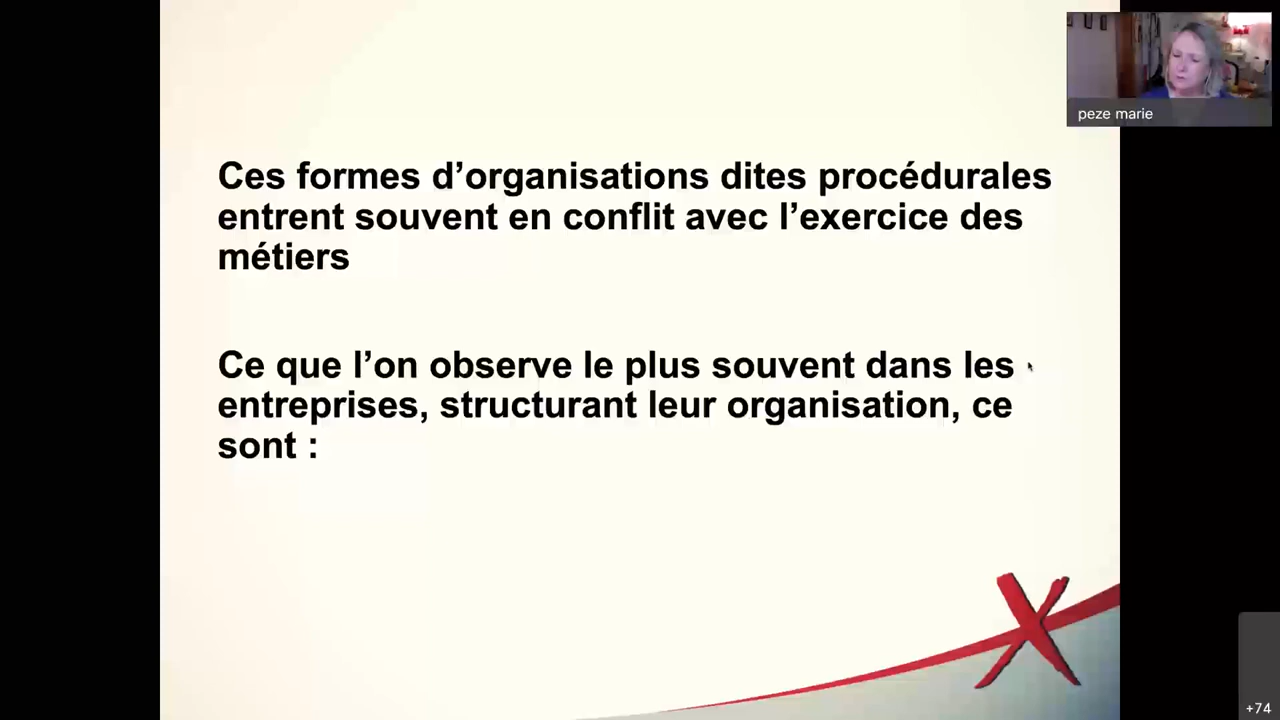 peze marie
Ces formes d’organisations dites procédurales
entrent souvent en conflit avec l’exercice des
métiers
Ce que l’on observe le plus souvent dans les
entreprises, structurant leur organisation, ce
sont :
+74